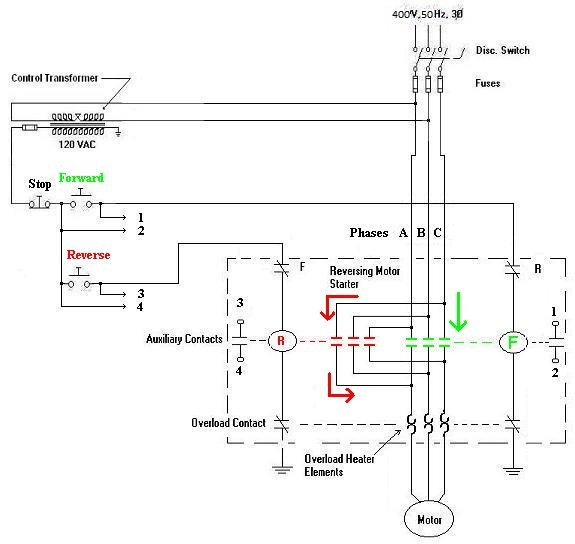 400V,50Hz, 3Ø
Disc. Switch
Control Transformer
Fuses
120 VAC
Stop
Forward
1
2
Phases A B C
Reverse
3
4
F
R
Reversing Motor
Starter
3
1
Auxiliary Contacts
R
F
4
2
Overload Contact
Overload Heater
Elements
Motor